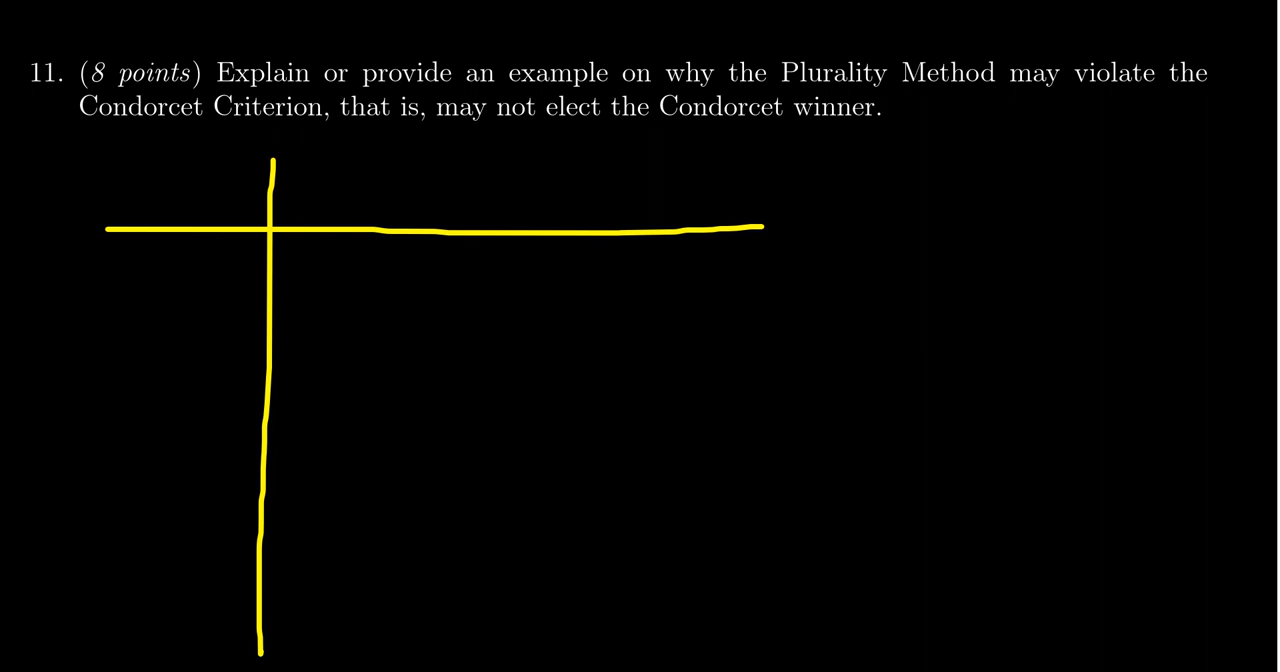 11. (8 points) Explain or provide an example on why the Plurality Method may violate the
Condorcet Criterion, that is, may not elect the Condorcet winner.